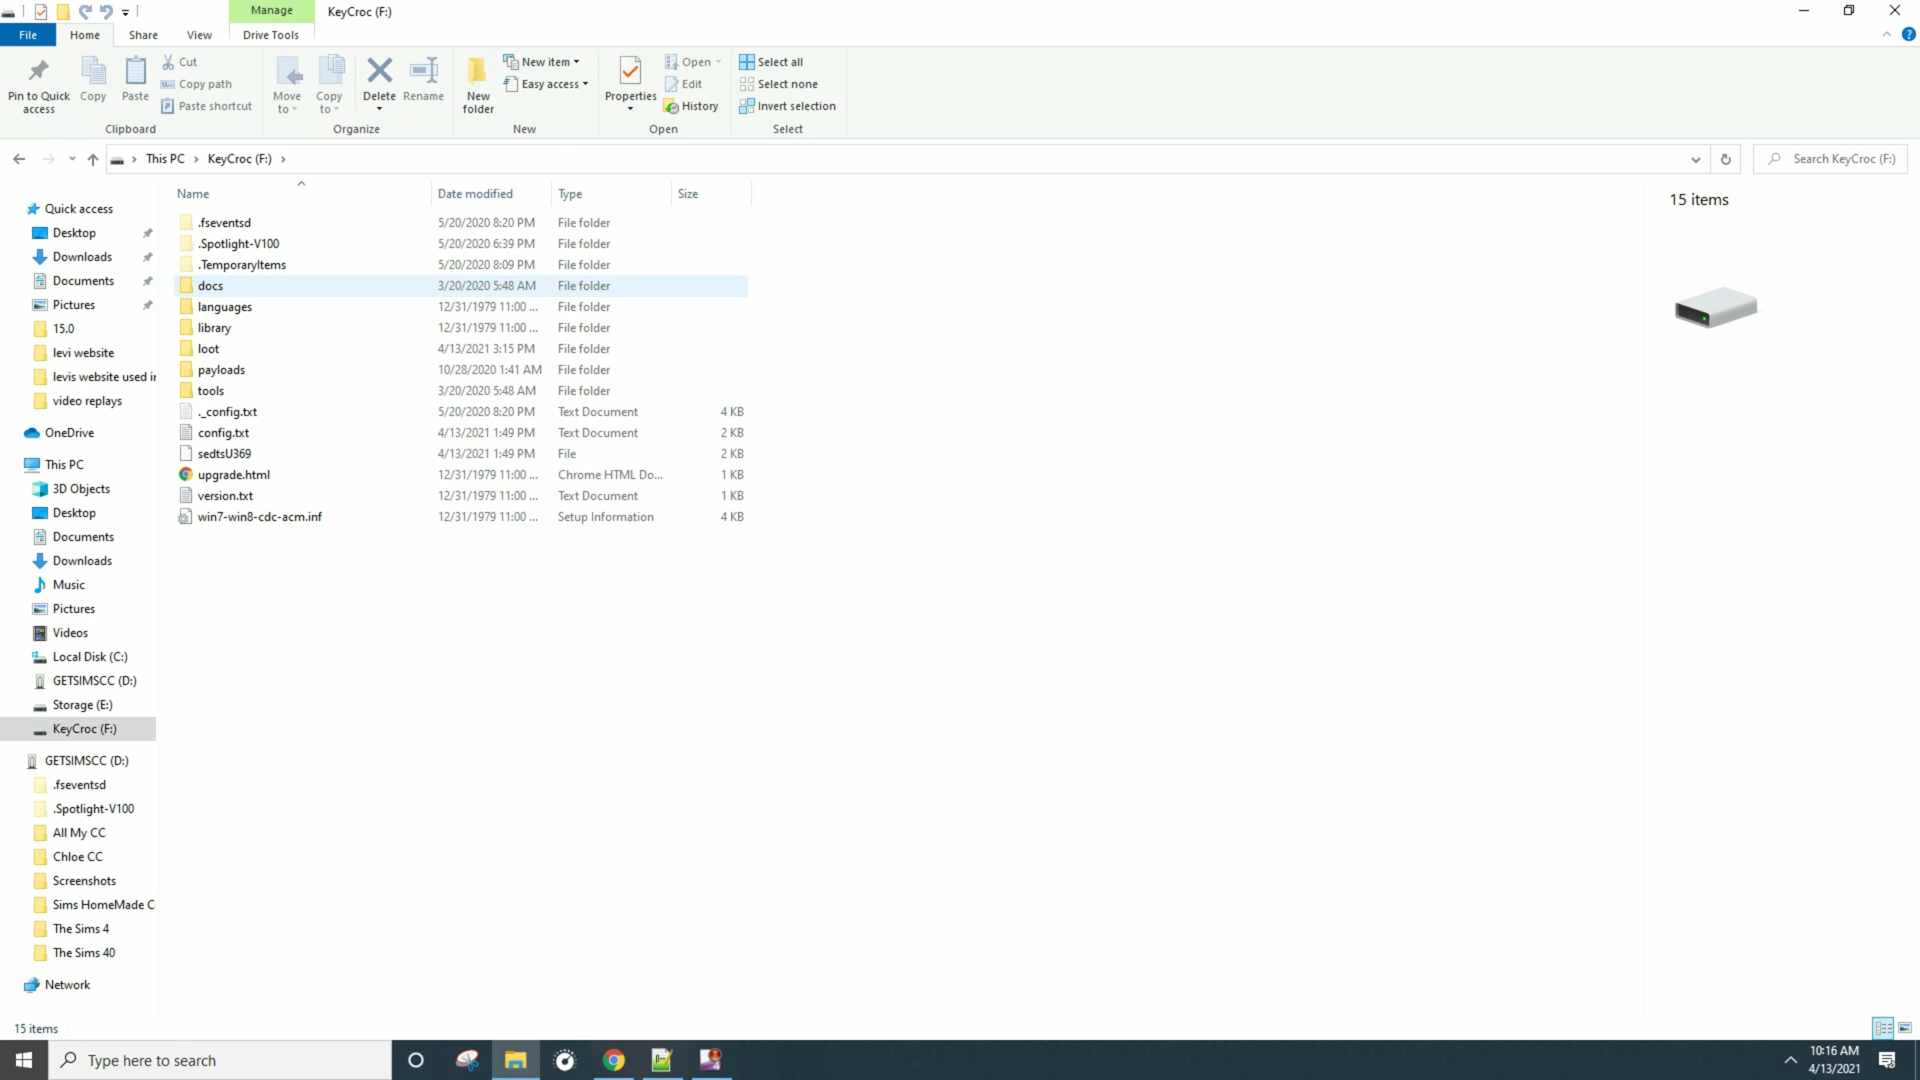 Manage
KeyCroc (F:)
File
Home
Share
View
Drive Tools
Pin to Quick access
Copy
Paste
Cut
Copy path
Paste shortcut
Clipboard
Move to
Copy to
Delete
Rename
Organize
New folder
New item
Easy access
New
Properties
Open
Edit
History
Open
Select all
Select none
Invert selection
Select
This PC > KeyCroc (F:) >
Search KeyCroc (F:)
Name Date modified Type Size
.fseventsd 5/20/2020 8:20 PM File folder
.Spotlight-V100 5/20/2020 6:39 PM File folder
.TemporaryItems 5/20/2020 8:09 PM File folder
docs 3/20/2020 5:48 AM File folder
languages 12/31/1979 11:00 ... File folder
library 12/31/1979 11:00 ... File folder
loot 4/13/2021 3:15 PM File folder
payloads 10/28/2020 1:41 AM File folder
tools 3/20/2020 5:48 AM File folder
._config.txt 5/20/2020 8:20 PM Text Document 4 KB
config.txt 4/13/2021 1:49 PM Text Document 2 KB
sedtsU369 4/13/2021 1:49 PM File 2 KB
upgrade.html 12/31/1979 11:00 ... Chrome HTML Do... 1 KB
version.txt 12/31/1979 11:00 ... Text Document 1 KB
win7-win8-cdc-acm.inf 12/31/1979 11:00 ... Setup Information 4 KB
15 items
Quick access
Desktop
Downloads
Documents
Pictures
15.0
levi website
levis website used in
video replays
OneDrive
This PC
3D Objects
Desktop
Documents
Downloads
Music
Pictures
Videos
Local Disk (C:)
GETSIMSCC (D:)
Storage (E:)
KeyCroc (F:)
GETSIMSCC (D:)
.fseventsd
.Spotlight-V100
All My CC
Chloe CC
Screenshots
Sims HomeMade C
The Sims 4
The Sims 40
Network
15 items
Type here to search
10:16 AM
4/13/2021